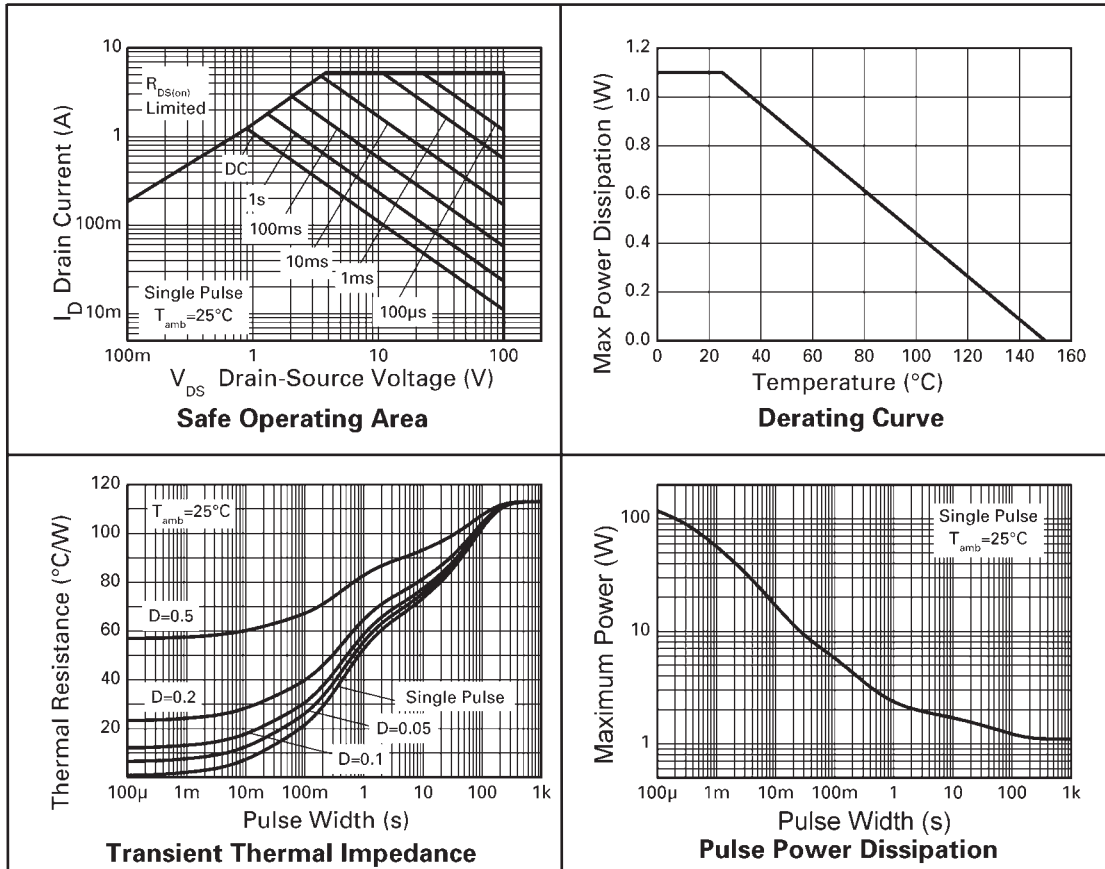 10
1
100m
10m
I_D Drain Current (A)
R_DS(on)
Limited
DC
1s
100ms
10ms
1ms
100µs
Single Pulse
T_amb=25°C
100m 1 10 100
V_DS Drain-Source Voltage (V)
Safe Operating Area
1.2
1.0
0.8
0.6
0.4
0.2
0.0
Max Power Dissipation (W)
0 20 40 60 80 100 120 140 160
Temperature (°C)
Derating Curve
120
100
80
60
40
20
Thermal Resistance (°C/W)
T_amb=25°C
D=0.5
D=0.2
Single Pulse
D=0.05
D=0.1
100µ 1m 10m 100m 1 10 100 1k
Pulse Width (s)
Transient Thermal Impedance
100
10
1
Maximum Power (W)
Single Pulse
T_amb=25°C
100µ 1m 10m 100m 1 10 100 1k
Pulse Width (s)
Pulse Power Dissipation